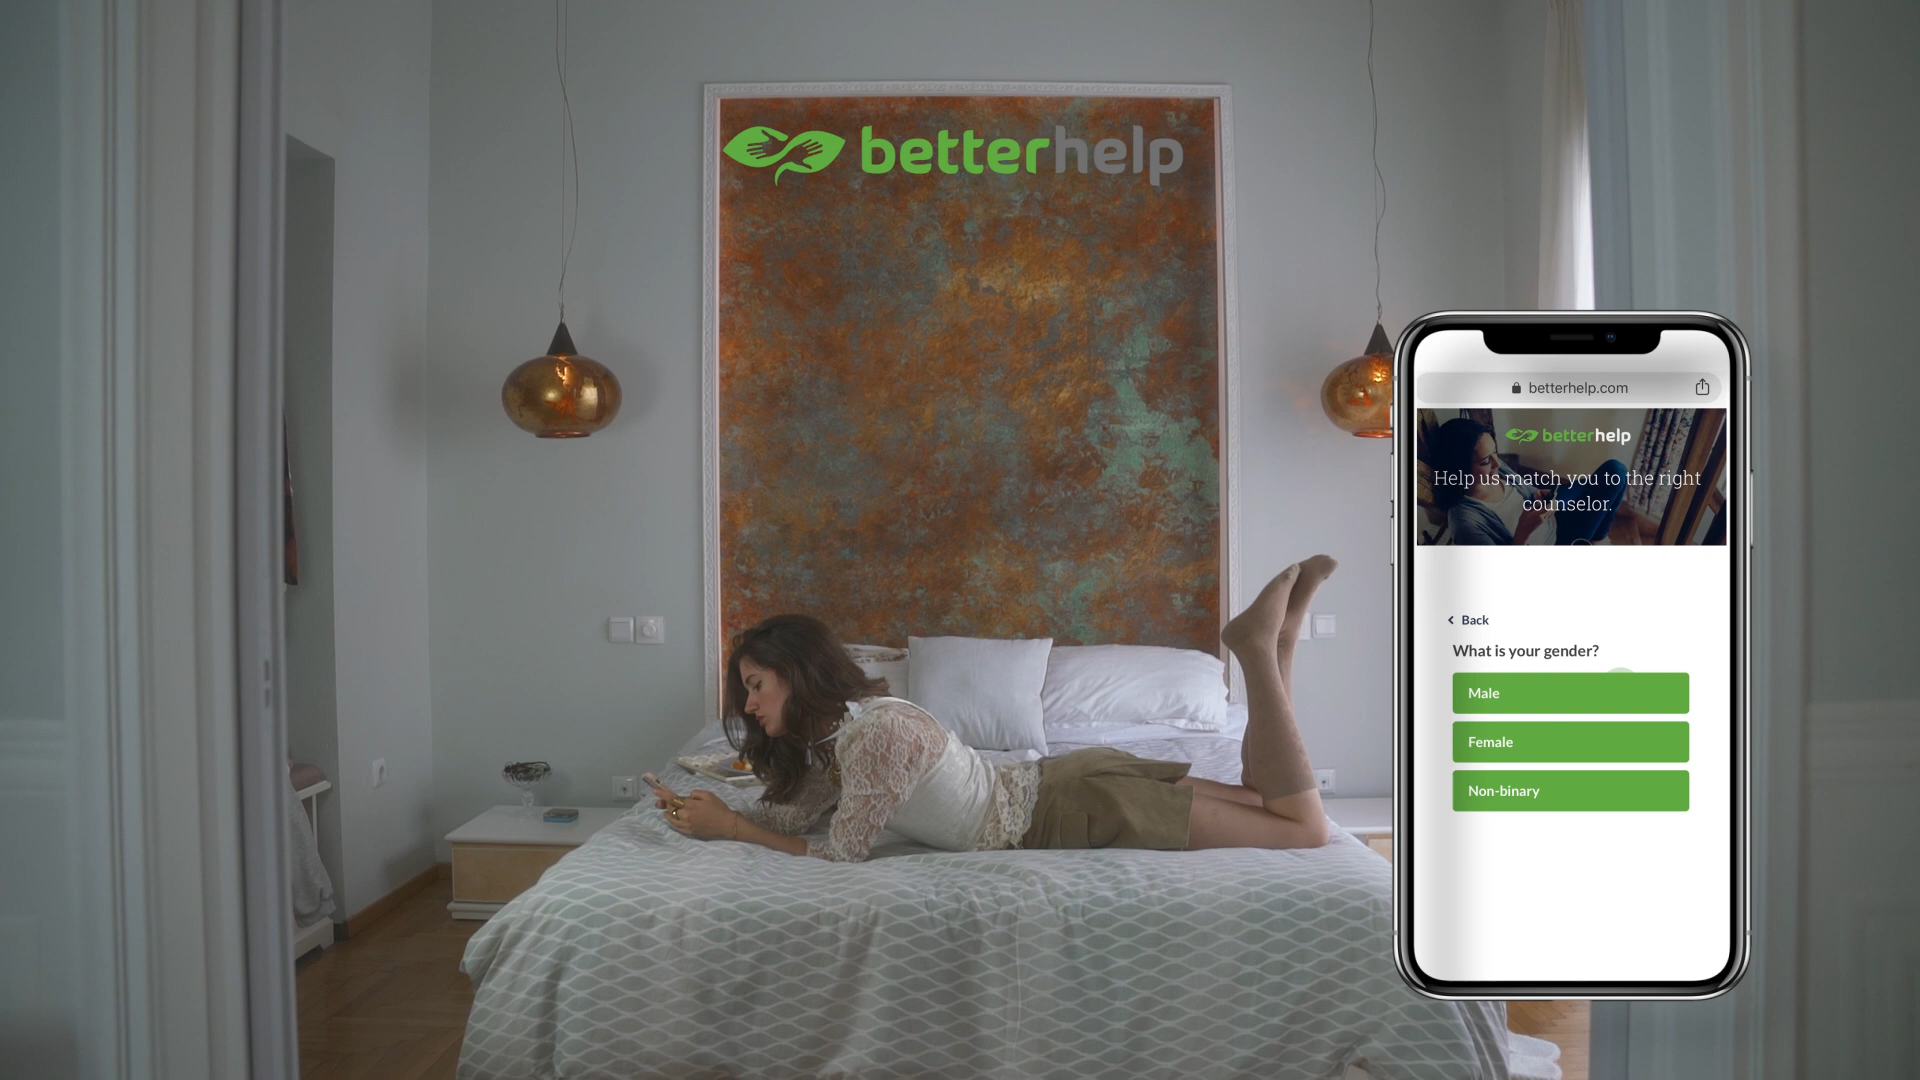 betterhelp
betterhelp.com
betterhelp
Help us match you to the right
counselor.
Back
What is your gender?
Male
Female
Non-binary